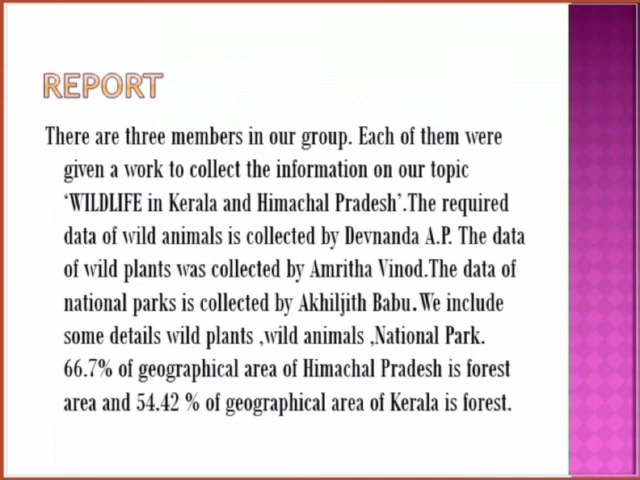 REPORT
There are three members in our group. Each of them were
given a work to collect the information on our topic
‘WILDLIFE in Kerala and Himachal Pradesh’.The required
data of wild animals is collected by Devnanda A.P. The data
of wild plants was collected by Amritha Vinod.The data of
national parks is collected by Akhiljith Babu.We include
some details wild plants ,wild animals ,National Park.
66.7% of geographical area of Himachal Pradesh is forest
area and 54.42 % of geographical area of Kerala is forest.